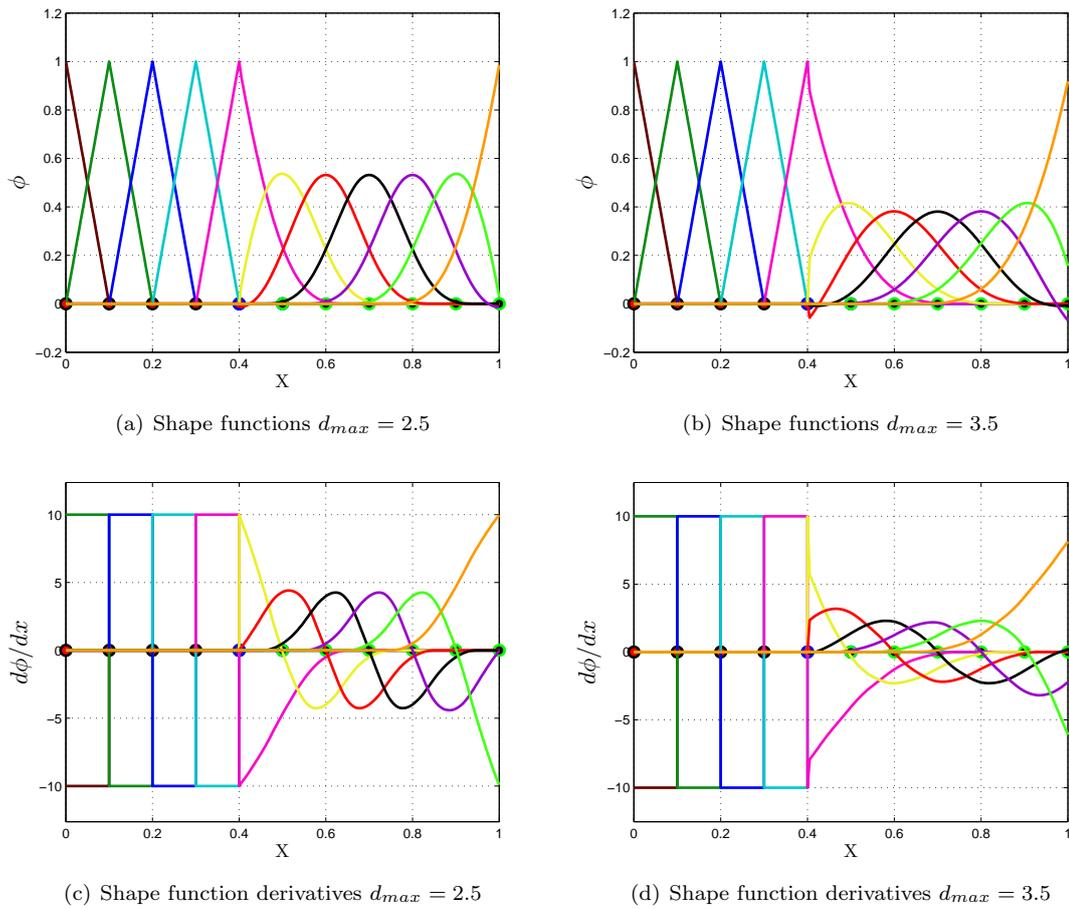 1.2
1
0.8
0.6
0.4
0.2
0
−0.2
ϕ
0 0.2 0.4 0.6 0.8 1
X
(a) Shape functions dmax = 2.5
1.2
1
0.8
0.6
0.4
0.2
0
−0.2
ϕ
0 0.2 0.4 0.6 0.8 1
X
(b) Shape functions dmax = 3.5
10
5
0
−5
−10
dϕ/dx
0 0.2 0.4 0.6 0.8 1
X
(c) Shape function derivatives dmax = 2.5
10
5
0
−5
−10
dϕ/dx
0 0.2 0.4 0.6 0.8 1
X
(d) Shape function derivatives dmax = 3.5